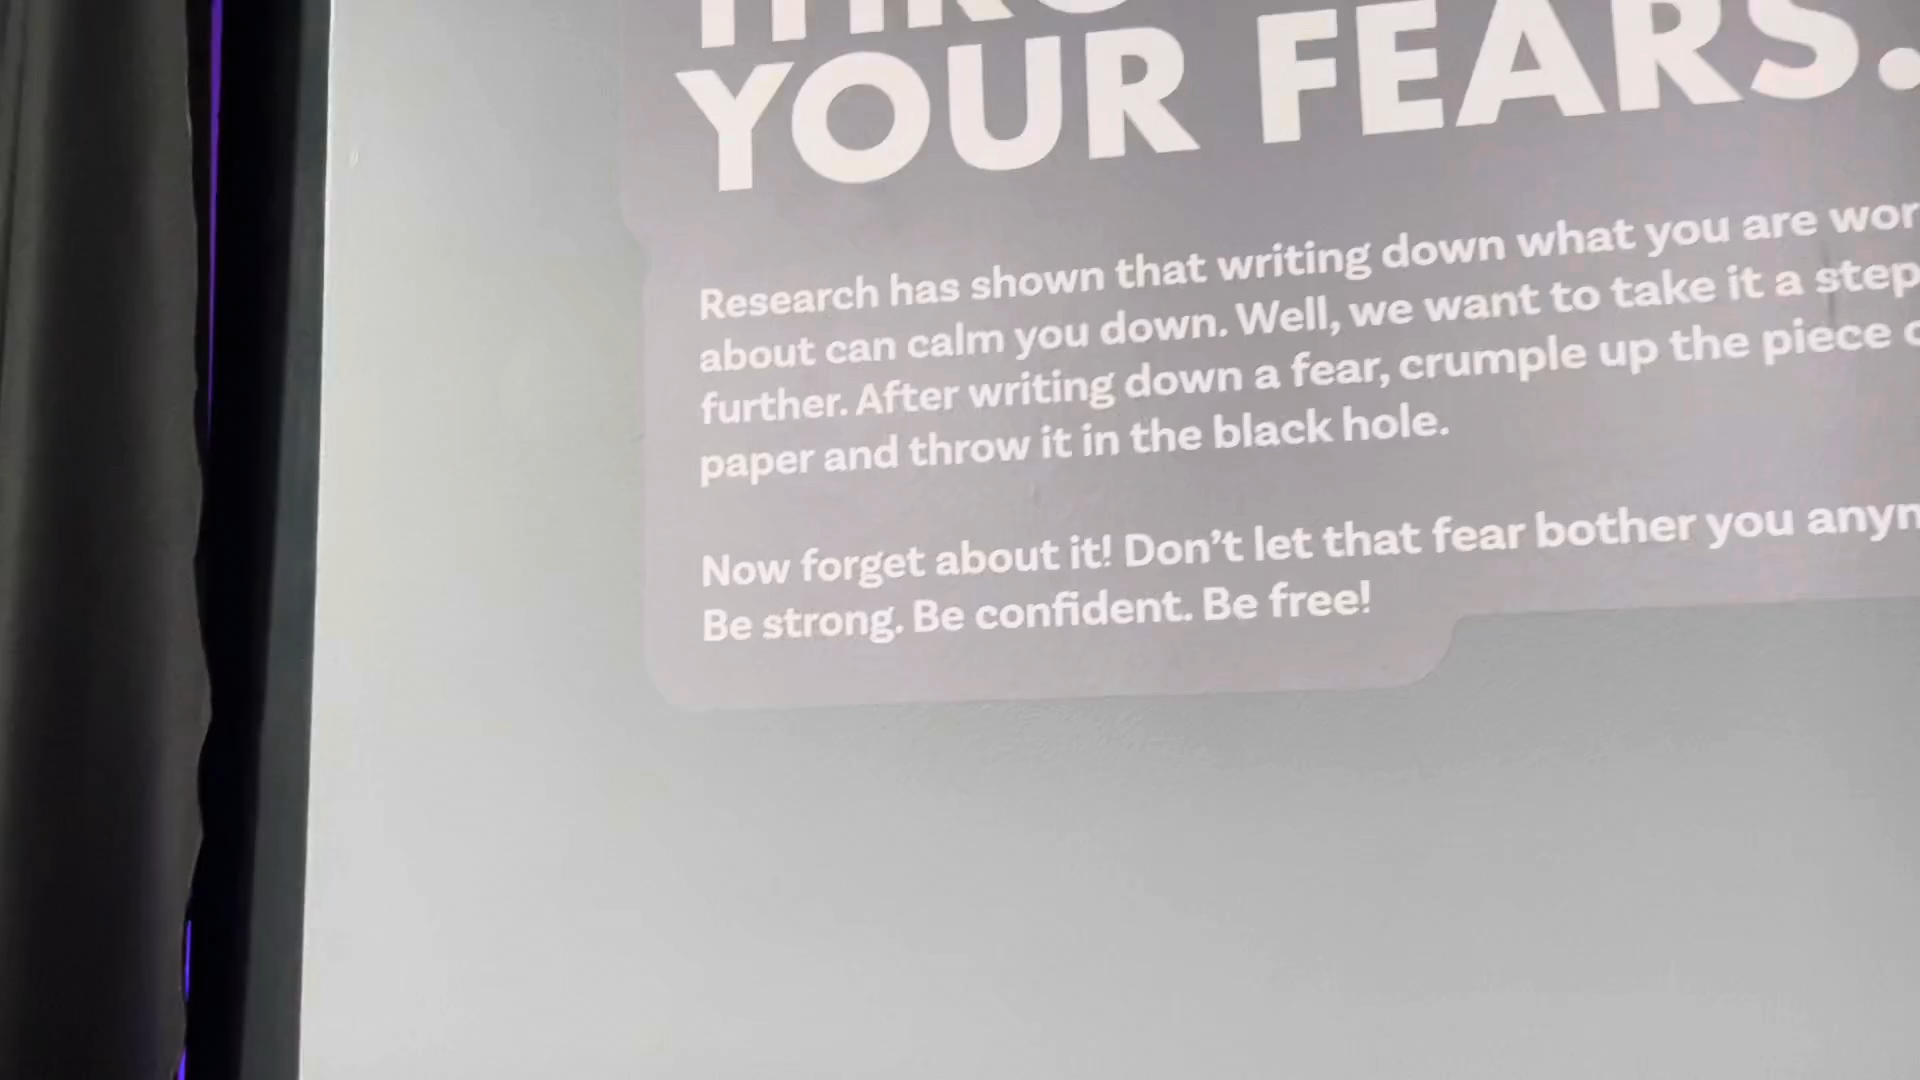 YOUR FEARS.
Research has shown that writing down what you are
about can calm you down. Well, we want to take it a step
further. After writing down a fear, crumple up the piece
paper and throw it in the black hole.
Now forget about it! Don't let that fear bother you
Be strong. Be confident. Be free!